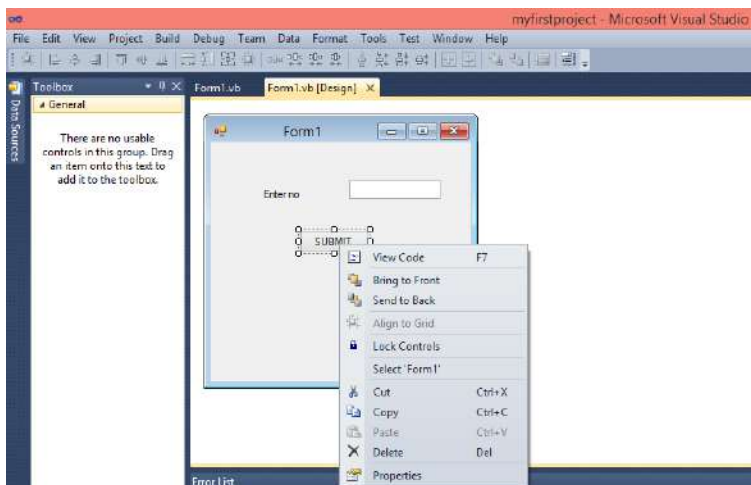 myfirstproject - Microsoft Visual Studio
File Edit View Project Build Debug Team Data Format Tools Test Window Help
Toolbox
Form1.vb
Form1.vb [Design]
Data Sources
General
There are no usable
controls in this group. Drag
an item onto this text to
add it to the toolbox.
Form1
Enter no
SUBMIT
View Code F7
Bring to Front
Send to Back
Align to Grid
Lock Controls
Select 'Form1'
Cut Ctrl+X
Copy Ctrl+C
Paste Ctrl+V
Delete Del
Properties
Error List